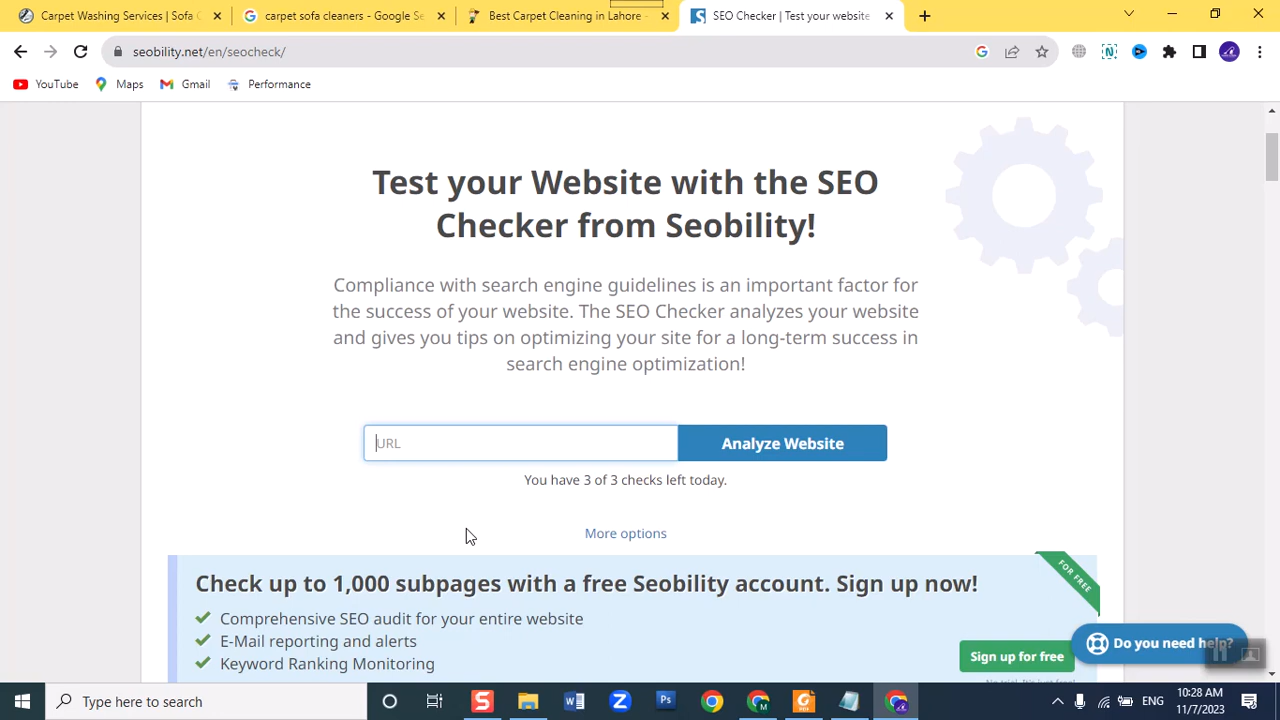 Carpet Washing Services | Sofa C
carpet sofa cleaners - Google Se
Best Carpet Cleaning in Lahore -
SEO Checker | Test your website
seobility.net/en/seocheck/
YouTube
Maps
Gmail
Performance
Test your Website with the SEO
Checker from Seobility!
Compliance with search engine guidelines is an important factor for
the success of your website. The SEO Checker analyzes your website
and gives you tips on optimizing your site for a long-term success in
search engine optimization!
URL
Analyze Website
You have 3 of 3 checks left today.
More options
Check up to 1,000 subpages with a free Seobility account. Sign up now!
FOR FREE
Comprehensive SEO audit for your entire website
E-Mail reporting and alerts
Keyword Ranking Monitoring
Sign up for free
Do you need help?
Type here to search
ENG
10:28 AM
11/7/2023